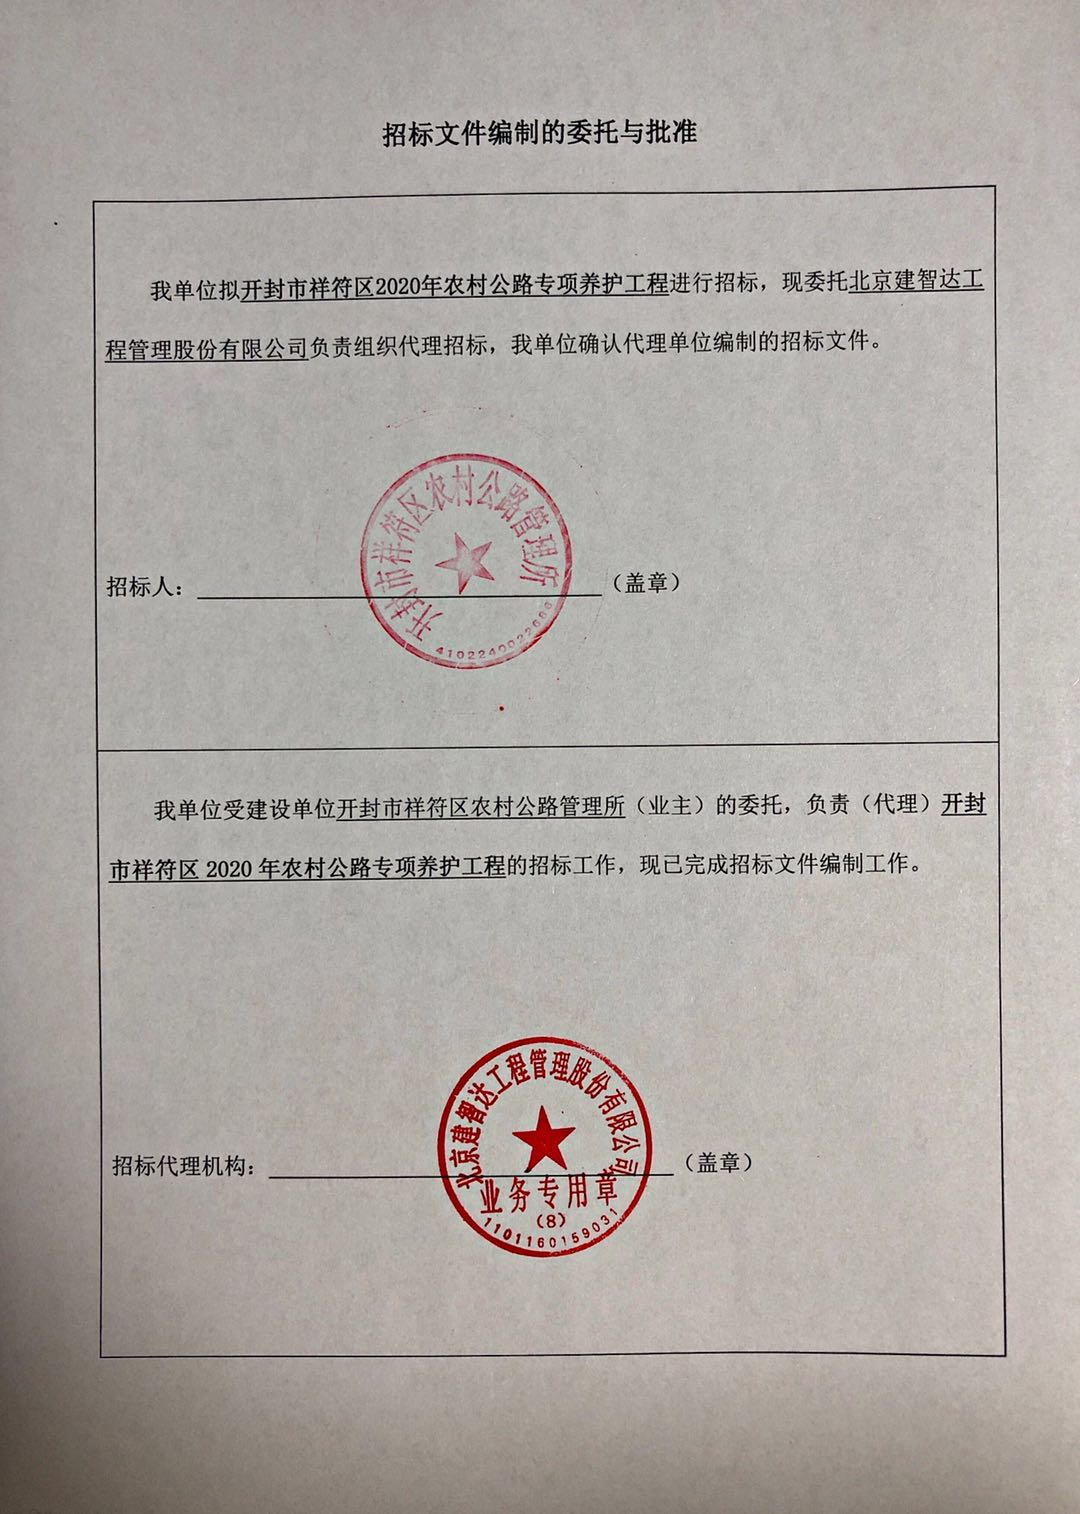 招标文件编制的委托与批准
我单位拟开封市祥符区2020年农村公路专项养护工程进行招标，现委托北京建智达工
程管理股份有限公司负责组织代理招标，我单位确认代理单位编制的招标文件。
开封市祥符区农村公路管理所
招标人：
（盖章）
4102240022666
我单位受建设单位开封市祥符区农村公路管理所（业主）的委托，负责（代理）开封
市祥符区 2020 年农村公路专项养护工程的招标工作，现已完成招标文件编制工作。
北京建智达工程管理股份有限公司
招标代理机构：
（盖章）
业务专用章
(8)
1101160159031